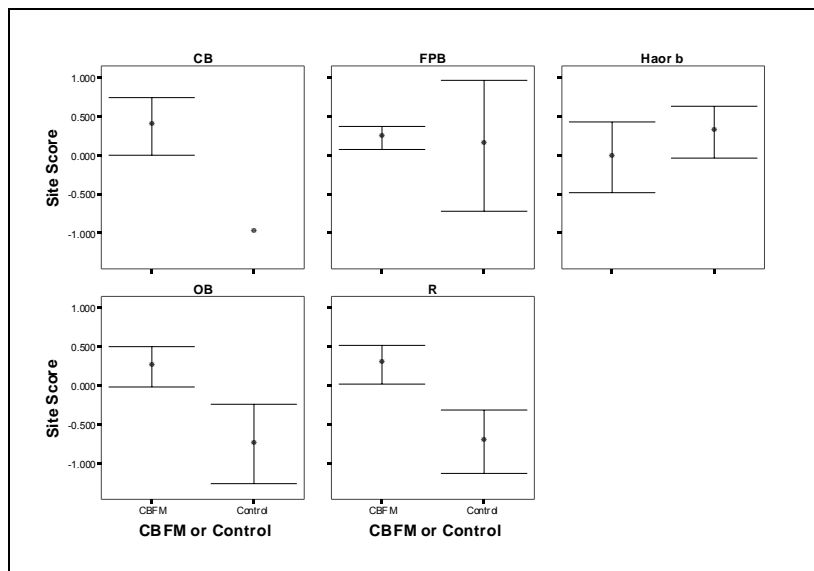 CB
FPB
Haor b
1.000
0.500
0.000
-0.500
-1.000
Site Score
OB
R
1.000
0.500
0.000
-0.500
-1.000
Site Score
CBFM
Control
CBFM
Control
CBFM or Control
CBFM or Control